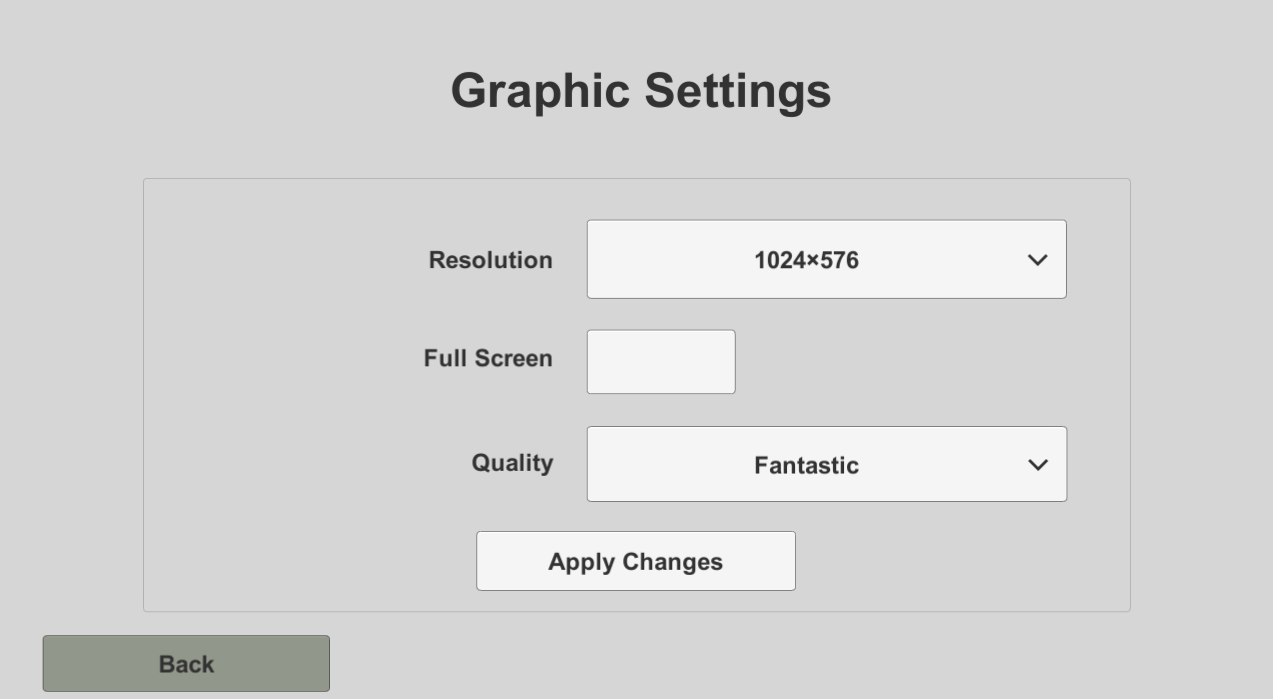 Graphic Settings
Resolution
1024×576
Full Screen
Quality
Fantastic
Apply Changes
Back